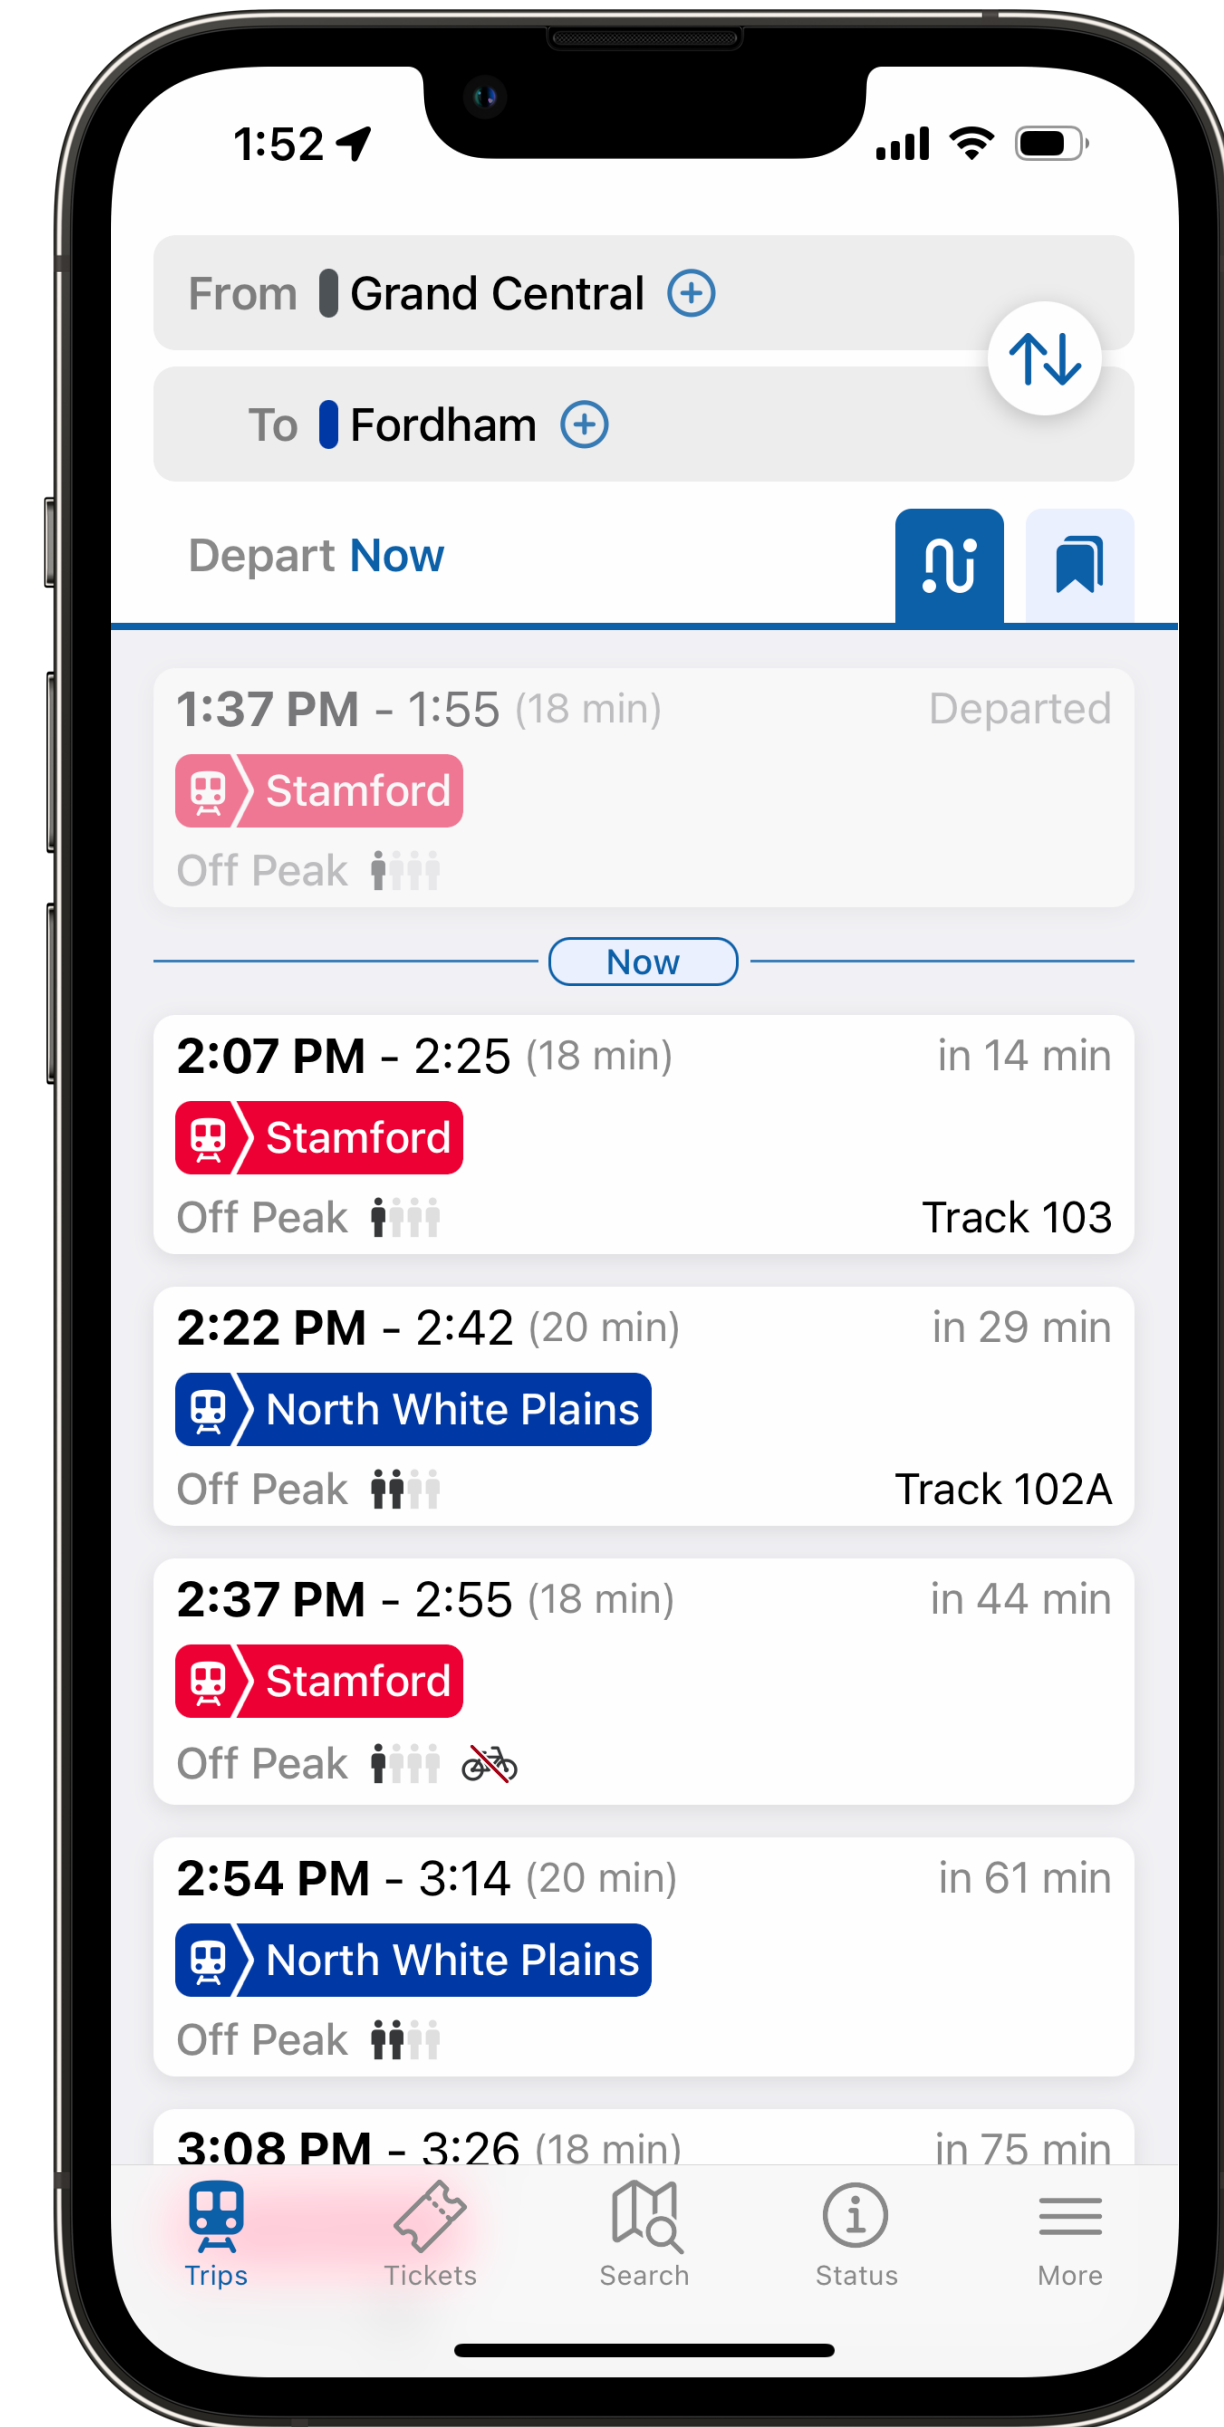 1:52
From Grand Central
To Fordham
Depart Now
1:37 PM - 1:55 (18 min) Departed
Stamford
Off Peak
Now
2:07 PM - 2:25 (18 min) in 14 min
Stamford
Off Peak Track 103
2:22 PM - 2:42 (20 min) in 29 min
North White Plains
Off Peak Track 102A
2:37 PM - 2:55 (18 min) in 44 min
Stamford
Off Peak
2:54 PM - 3:14 (20 min) in 61 min
North White Plains
Off Peak
3:08 PM - 3:26 (18 min) in 75 min
Trips Tickets Search Status More